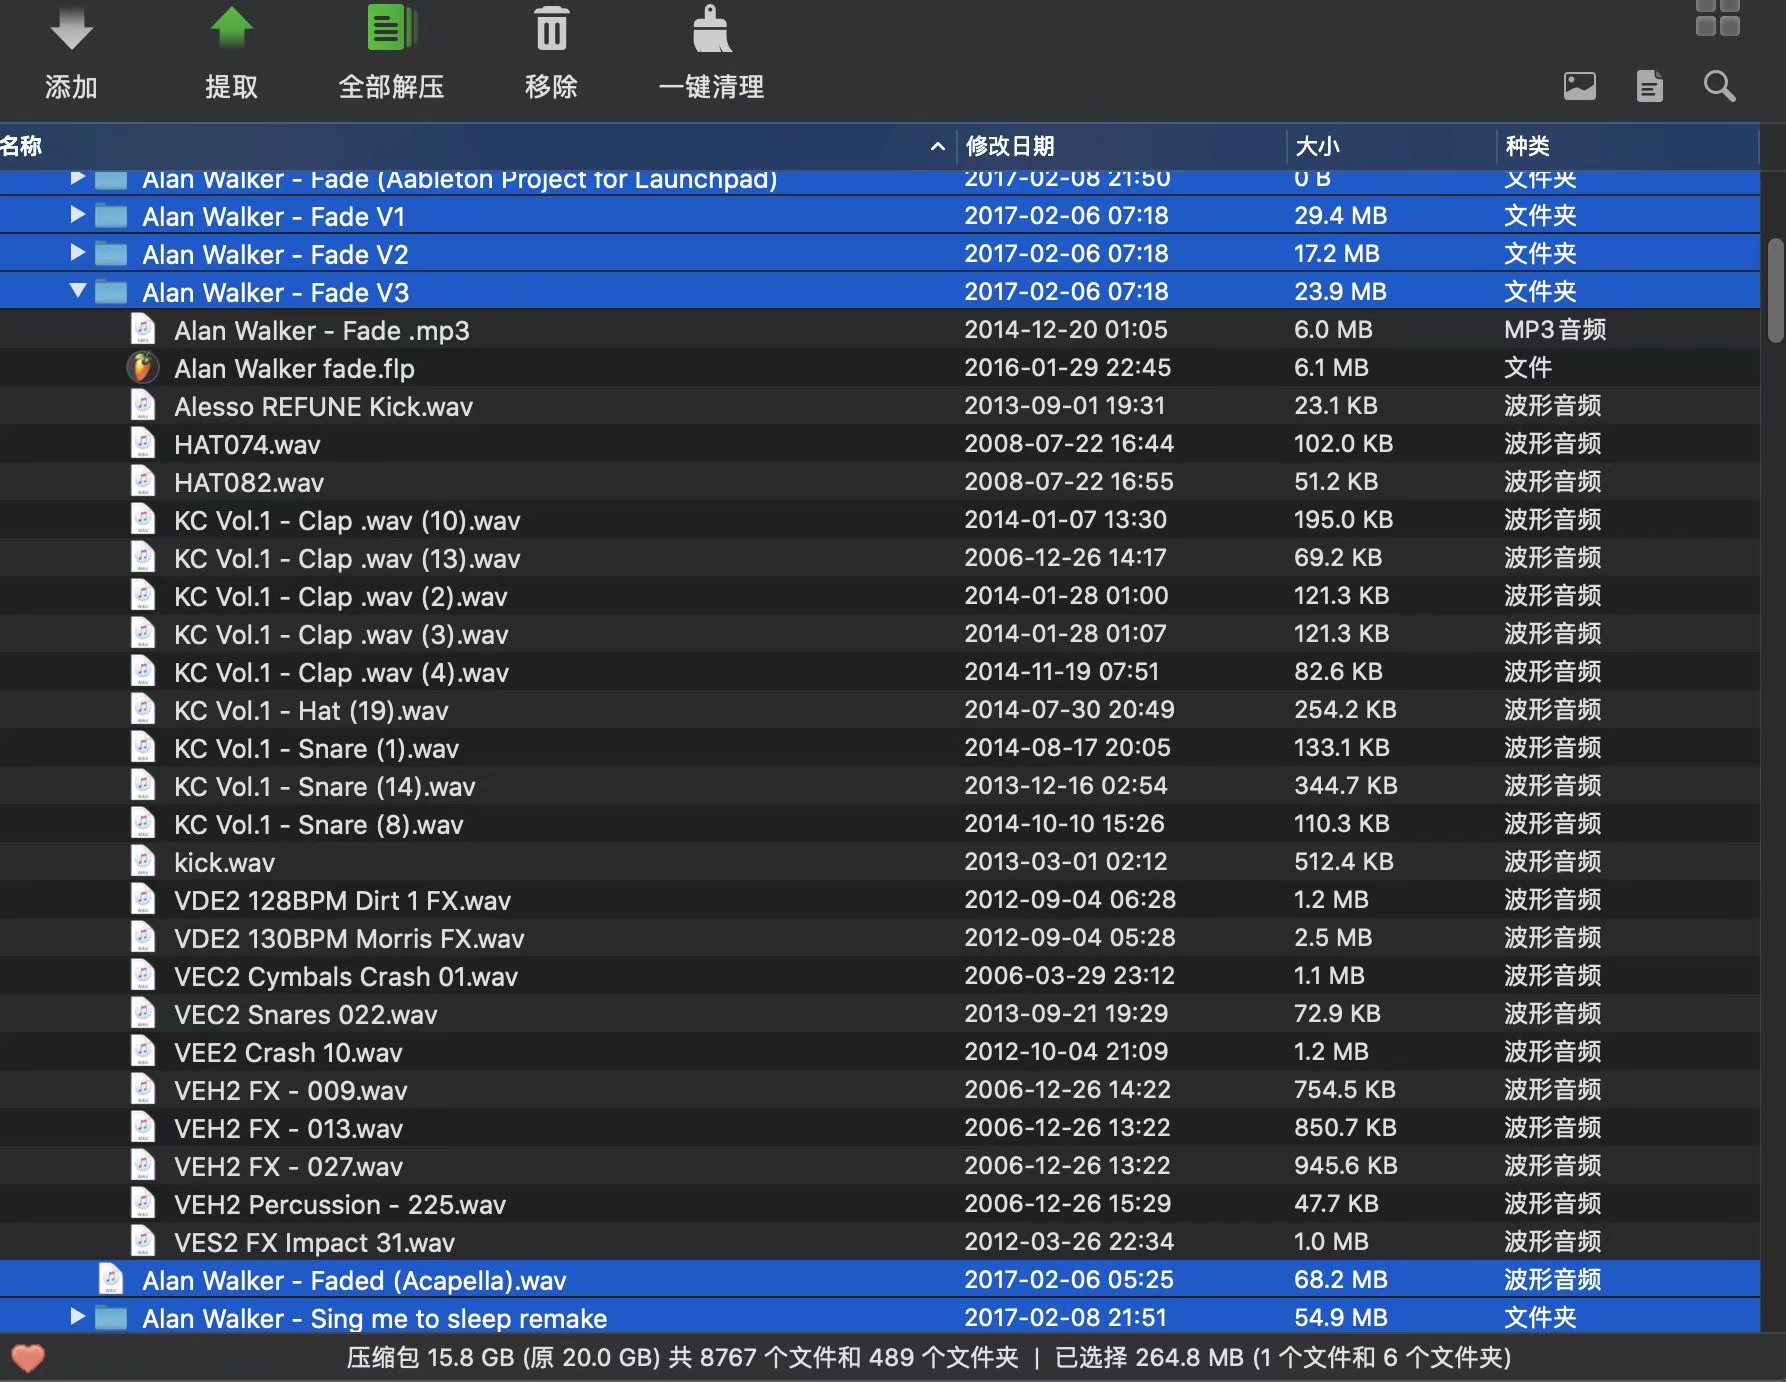 添加 提取 全部解压 移除 一键清理
名称 修改日期 大小 种类
Alan Walker - Fade (Aableton Project for Launchpad) 2017-02-08 21:50 0 B 文件夹
Alan Walker - Fade V1 2017-02-06 07:18 29.4 MB 文件夹
Alan Walker - Fade V2 2017-02-06 07:18 17.2 MB 文件夹
Alan Walker - Fade V3 2017-02-06 07:18 23.9 MB 文件夹
Alan Walker - Fade .mp3 2014-12-20 01:05 6.0 MB MP3音频
Alan Walker fade.flp 2016-01-29 22:45 6.1 MB 文件
Alesso REFUNE Kick.wav 2013-09-01 19:31 23.1 KB 波形音频
HAT074.wav 2008-07-22 16:44 102.0 KB 波形音频
HAT082.wav 2008-07-22 16:55 51.2 KB 波形音频
KC Vol.1 - Clap .wav (10).wav 2014-01-07 13:30 195.0 KB 波形音频
KC Vol.1 - Clap .wav (13).wav 2006-12-26 14:17 69.2 KB 波形音频
KC Vol.1 - Clap .wav (2).wav 2014-01-28 01:00 121.3 KB 波形音频
KC Vol.1 - Clap .wav (3).wav 2014-01-28 01:07 121.3 KB 波形音频
KC Vol.1 - Clap .wav (4).wav 2014-11-19 07:51 82.6 KB 波形音频
KC Vol.1 - Hat (19).wav 2014-07-30 20:49 254.2 KB 波形音频
KC Vol.1 - Snare (1).wav 2014-08-17 20:05 133.1 KB 波形音频
KC Vol.1 - Snare (14).wav 2013-12-16 02:54 344.7 KB 波形音频
KC Vol.1 - Snare (8).wav 2014-10-10 15:26 110.3 KB 波形音频
kick.wav 2013-03-01 02:12 512.4 KB 波形音频
VDE2 128BPM Dirt 1 FX.wav 2012-09-04 06:28 1.2 MB 波形音频
VDE2 130BPM Morris FX.wav 2012-09-04 05:28 2.5 MB 波形音频
VEC2 Cymbals Crash 01.wav 2006-03-29 23:12 1.1 MB 波形音频
VEC2 Snares 022.wav 2013-09-21 19:29 72.9 KB 波形音频
VEE2 Crash 10.wav 2012-10-04 21:09 1.2 MB 波形音频
VEH2 FX - 009.wav 2006-12-26 14:22 754.5 KB 波形音频
VEH2 FX - 013.wav 2006-12-26 13:22 850.7 KB 波形音频
VEH2 FX - 027.wav 2006-12-26 13:22 945.6 KB 波形音频
VEH2 Percussion - 225.wav 2006-12-26 15:29 47.7 KB 波形音频
VES2 FX Impact 31.wav 2012-03-26 22:34 1.0 MB 波形音频
Alan Walker - Faded (Acapella).wav 2017-02-06 05:25 68.2 MB 波形音频
Alan Walker - Sing me to sleep remake 2017-02-08 21:51 54.9 MB 文件夹
压缩包 15.8 GB (原 20.0 GB) 共 8767 个文件和 489 个文件夹 | 已选择 264.8 MB (1 个文件和 6 个文件夹)